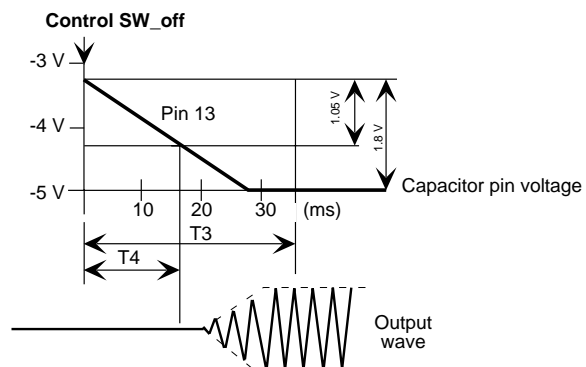 Control SW_off
-3 V
-4 V
-5 V
Pin 13
1.05 V
1.8 V
Capacitor pin voltage
10 20 30 (ms)
T3
T4
Output
wave